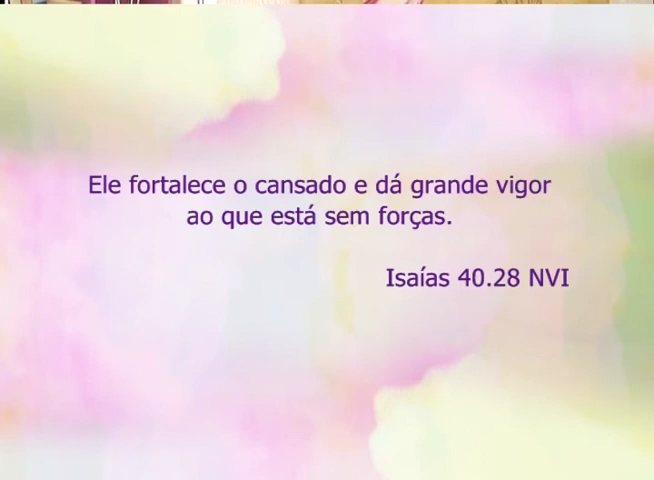 Ele fortalece o cansado e dá grande vigor
ao que está sem forças.
Isaías 40.28 NVI